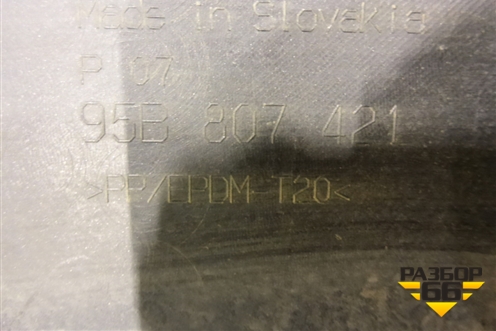 Made in Slovakia
P 07
95B 807 421
>PP/EPDM-T20<
РАЗБОР
66